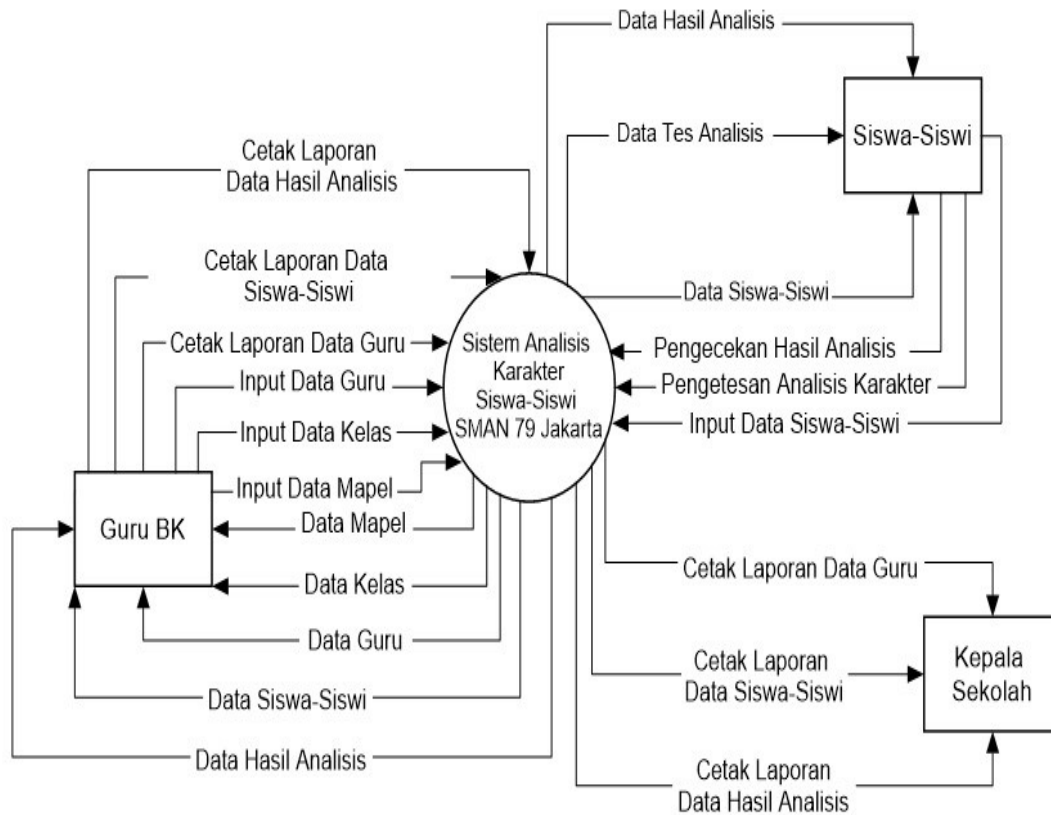 Data Hasil Analisis
Data Tes Analisis
Siswa-Siswi
Cetak Laporan
Data Hasil Analisis
Cetak Laporan Data
Siswa-Siswi
Data Siswa-Siswi
Cetak Laporan Data Guru
Input Data Guru
Input Data Kelas
Input Data Mapel
Sistem Analisis
Karakter
Siswa-Siswi
SMAN 79 Jakarta
Pengecekan Hasil Analisis
Pengetesan Analisis Karakter
Input Data Siswa-Siswi
Guru BK
Data Mapel
Data Kelas
Data Guru
Data Siswa-Siswi
Data Hasil Analisis
Cetak Laporan Data Guru
Cetak Laporan
Data Siswa-Siswi
Kepala
Sekolah
Cetak Laporan
Data Hasil Analisis